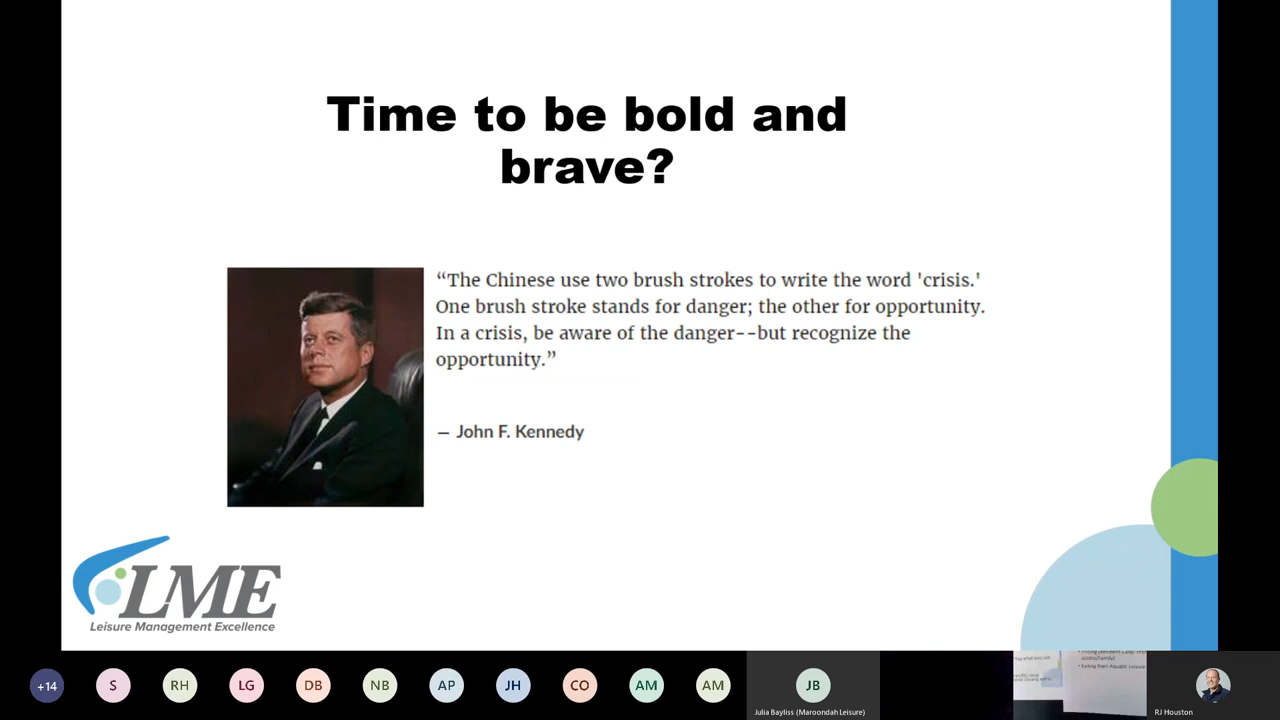 Time to be bold and
brave?
“The Chinese use two brush strokes to write the word 'crisis.'
One brush stroke stands for danger; the other for opportunity.
In a crisis, be aware of the danger--but recognize the
opportunity.”
– John F. Kennedy
LME
Leisure Management Excellence
+14
S
RH
LG
DB
NB
AP
JH
CO
AM
AM
JB
Julia Bayliss (Maroondah Leisure)
RJ Houston